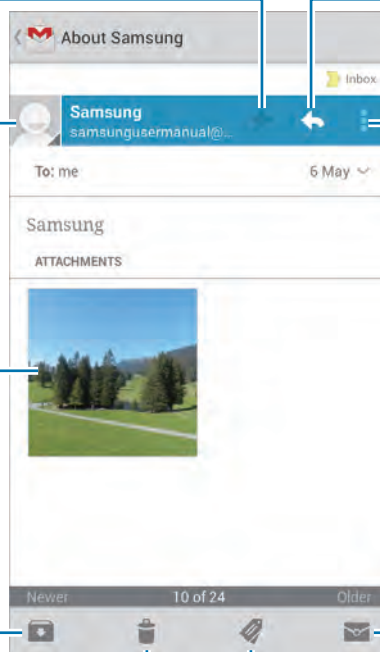 About Samsung
Inbox
Samsung
samsungusermanual@...
To: me 6 May
Samsung
ATTACHMENTS
Newer 10 of 24 Older